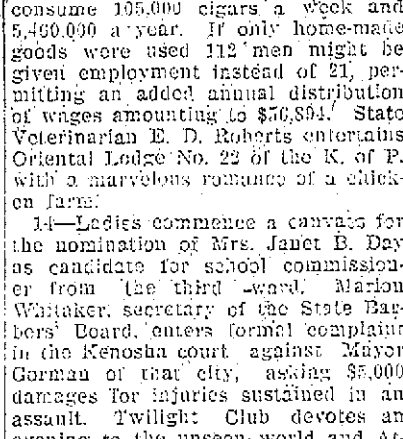 consume 105,000 cigars a week and
5,460,000 a year. If only home-made
goods were used 112 men might be
given employment instead of 21, per-
mitting an added annual distribution
of wages amounting to State
Veterinarian E. D. Roberts entertains
Oriental Lodge No. 22 of the K. of P.
with a marvelous romance of a chick-
en farm.
14—Ladies commence a canvass for
the nomination of Mrs. Janet B. Day
as candidate for school commission-
er from the third ward. Marion
Whitaker, secretary of the State Bar-
bers' Board, enters formal complaint
in the Kenosha court against Mayor
Gorman of that city, asking $5,000
damages for injuries sustained in an
assault. Twilight Club devotes an
evening to the unseen world and